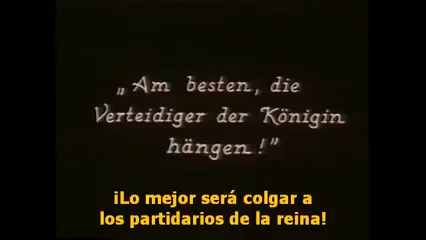 „Am besten, die
Verteidiger der Königin
hängen!"
¡Lo mejor será colgar a
los partidarios de la reina!